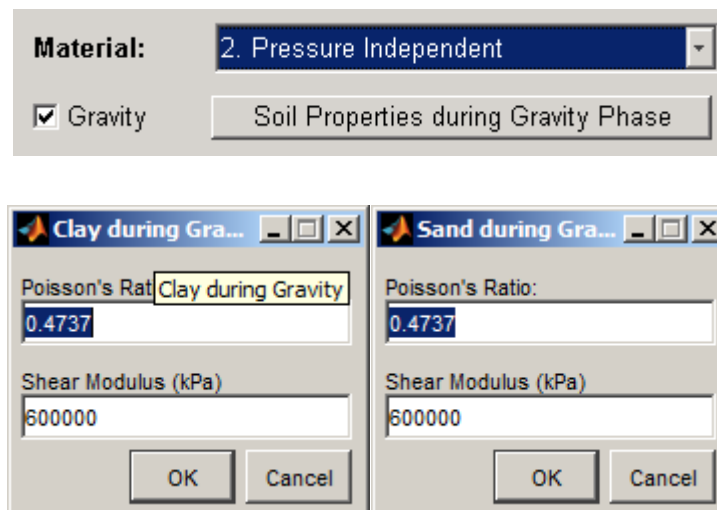 Material: 2. Pressure Independent
Gravity Soil Properties during Gravity Phase
Clay during Gra...
Poisson's Rat
Clay during Gravity
0.4737
Shear Modulus (kPa)
600000
OK Cancel
Sand during Gra...
Poisson's Ratio:
0.4737
Shear Modulus (kPa)
600000
OK Cancel